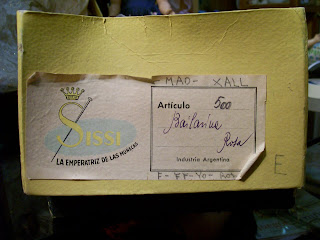 MAO- XALL
Sissi
LA EMPERATRIZ DE LAS MUÑECAS
Artículo 500
Bailarina
Rosa
Industria Argentina
E